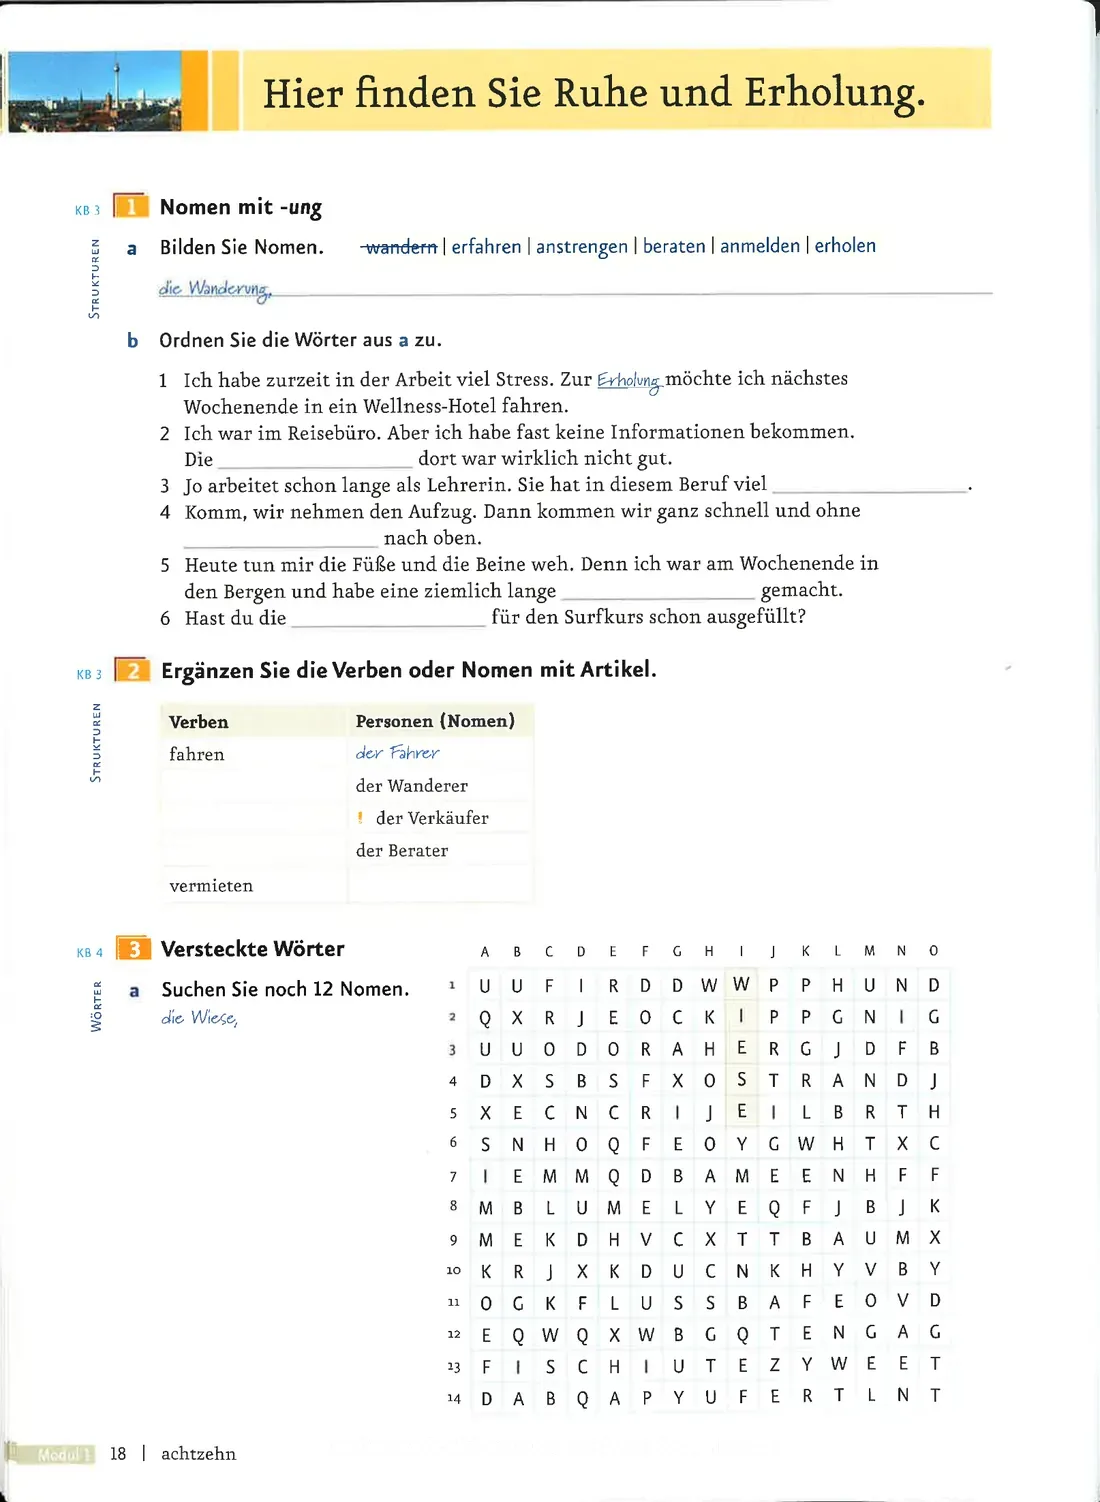 Hier finden Sie Ruhe und Erholung.
KB 3 1 Nomen mit -ung
STRUKTUREN
a Bilden Sie Nomen. wandern | erfahren | anstrengen | beraten | anmelden | erholen
die Wanderung,
b Ordnen Sie die Wörter aus a zu.
1 Ich habe zurzeit in der Arbeit viel Stress. Zur Erholung möchte ich nächstes
Wochenende in ein Wellness-Hotel fahren.
2 Ich war im Reisebüro. Aber ich habe fast keine Informationen bekommen.
Die ____________ dort war wirklich nicht gut.
3 Jo arbeitet schon lange als Lehrerin. Sie hat in diesem Beruf viel ____________.
4 Komm, wir nehmen den Aufzug. Dann kommen wir ganz schnell und ohne
____________ nach oben.
5 Heute tun mir die Füße und die Beine weh. Denn ich war am Wochenende in
den Bergen und habe eine ziemlich lange ____________ gemacht.
6 Hast du die ____________ für den Surfkurs schon ausgefüllt?
KB 3 2 Ergänzen Sie die Verben oder Nomen mit Artikel.
STRUKTUREN
Verben Personen (Nomen)
fahren der Fahrer
der Wanderer
! der Verkäufer
der Berater
vermieten
KB 4 3 Versteckte Wörter
WÖRTER
a Suchen Sie noch 12 Nomen.
die Wiese,
A B C D E F G H I J K L M N O
1 U U F I R D D W W P P H U N D
2 Q X R J E O C K I P P G N I G
3 U U O D O R A H E R G J D F B
4 D X S B S F X O S T R A N D J
5 X E C N C R I J E I L B R T H
6 S N H O Q F E O Y G W H T X C
7 I E M M Q D B A M E E N H F F
8 M B L U M E L Y E Q F J B J K
9 M E K D H V C X T T B A U M X
10 K R J X K D U C N K H Y V B Y
11 O G K F L U S S B A F E O V D
12 E Q W Q X W B G Q T E N G A G
13 F I S C H I U T E Z Y W E E T
14 D A B Q A P Y U F E R T L N T
Modul 1 18 | achtzehn